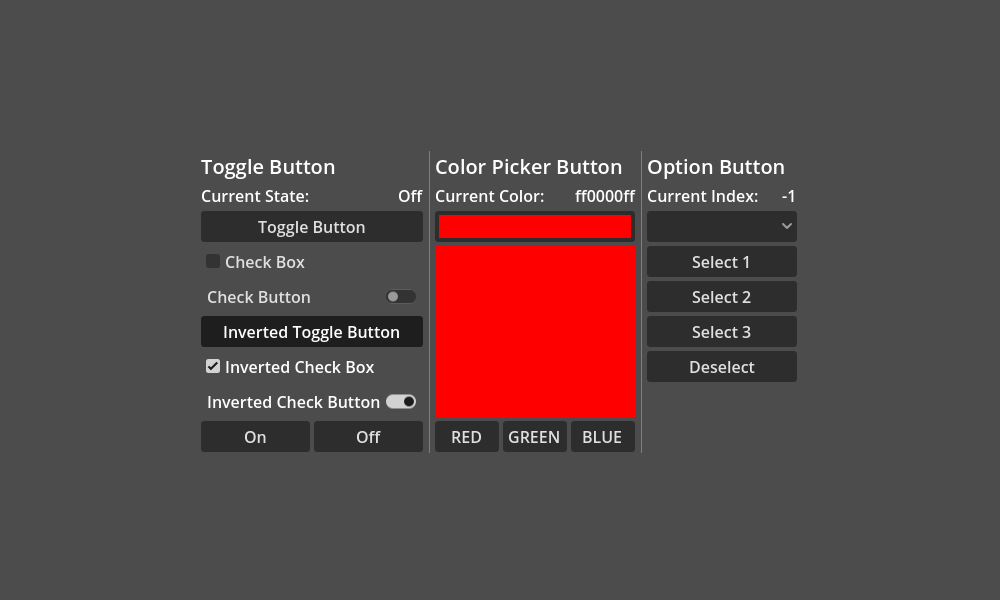 Toggle Button
Current State: Off
Toggle Button
Check Box
Check Button
Inverted Toggle Button
Inverted Check Box
Inverted Check Button
On Off
Color Picker Button
Current Color: ff0000ff
RED GREEN BLUE
Option Button
Current Index: -1
Select 1
Select 2
Select 3
Deselect